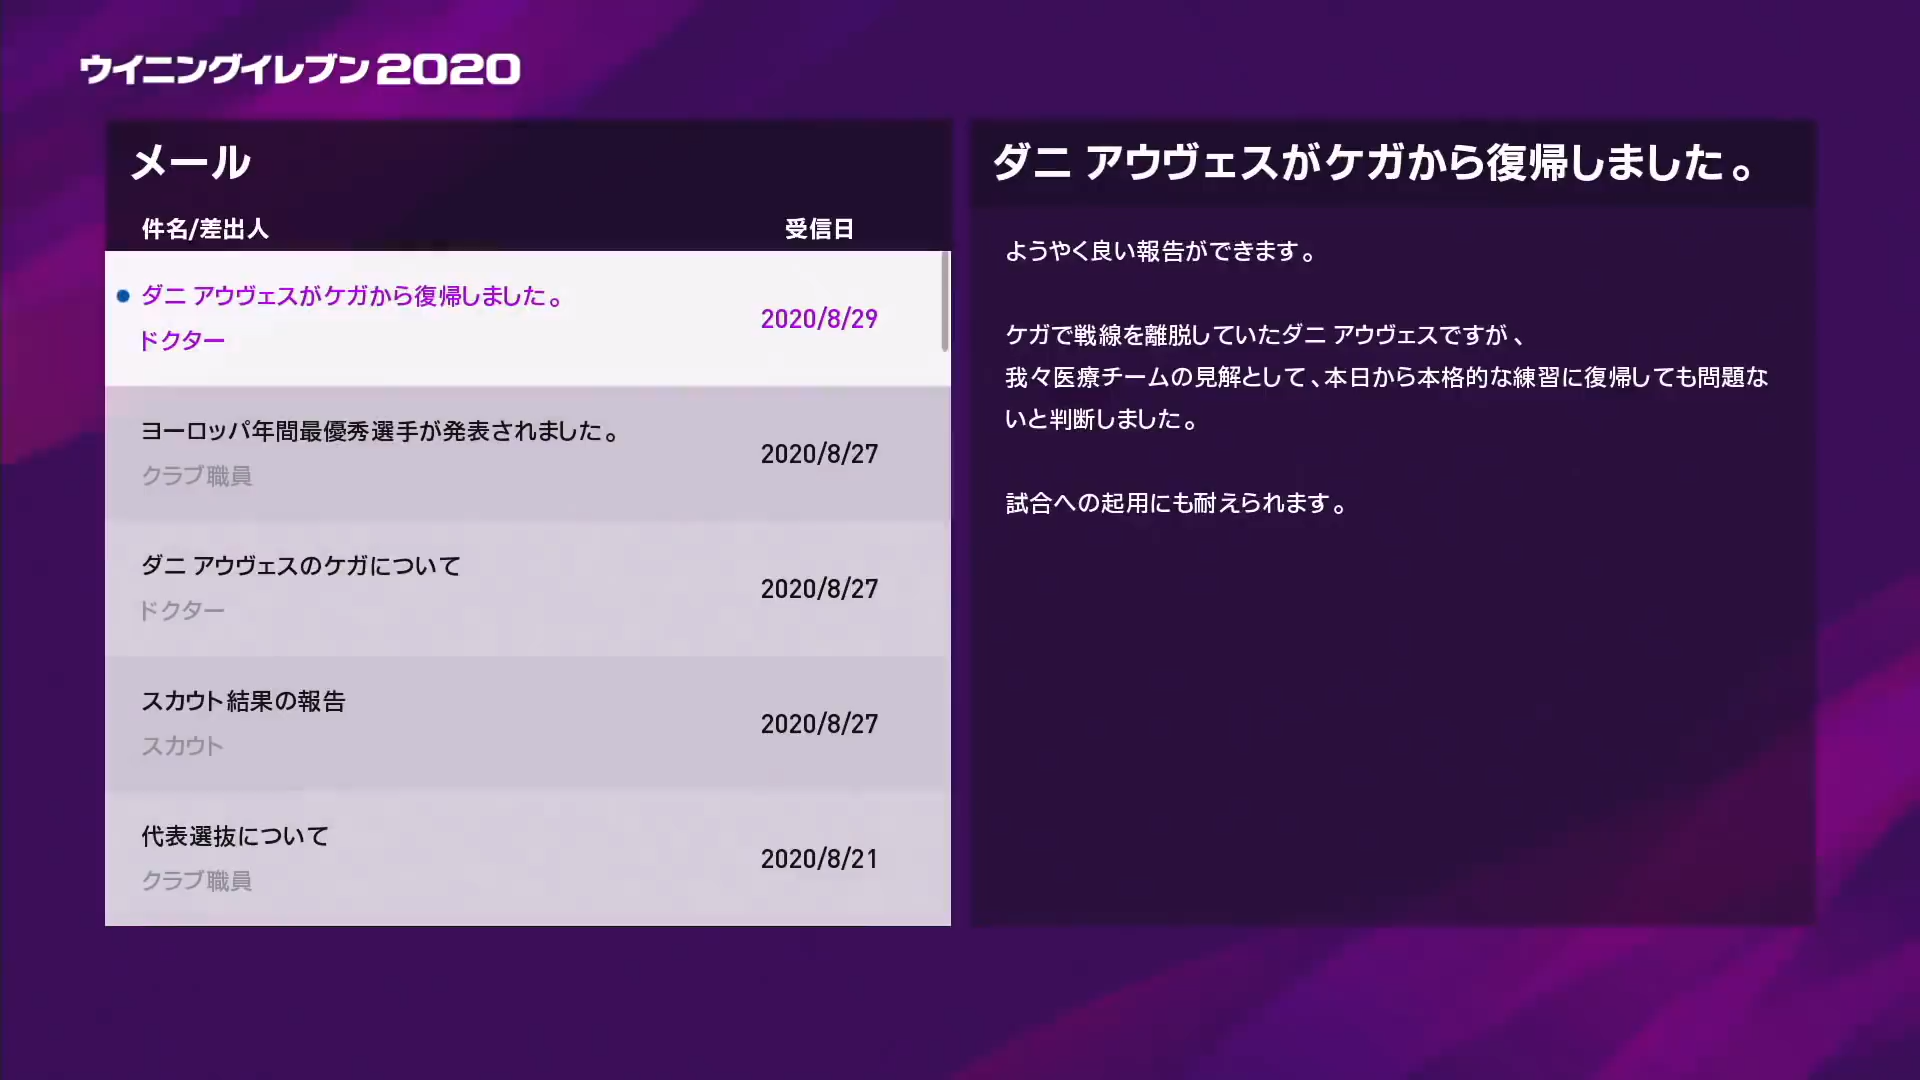 ウイニングイレブン2020
メール
件名/差出人
受信日
ダニ アウヴェスがケガから復帰しました。
ドクター
2020/8/29
ヨーロッパ年間最優秀選手が発表されました。
クラブ職員
2020/8/27
ダニ アウヴェスのケガについて
ドクター
2020/8/27
スカウト結果の報告
スカウト
2020/8/27
代表選抜について
クラブ職員
2020/8/21
ダニ アウヴェスがケガから復帰しました。
ようやく良い報告ができます。
ケガで戦線を離脱していたダニ アウヴェスですが、
我々医療チームの見解として、本日から本格的な練習に復帰しても問題な
いと判断しました。
試合への起用にも耐えられます。